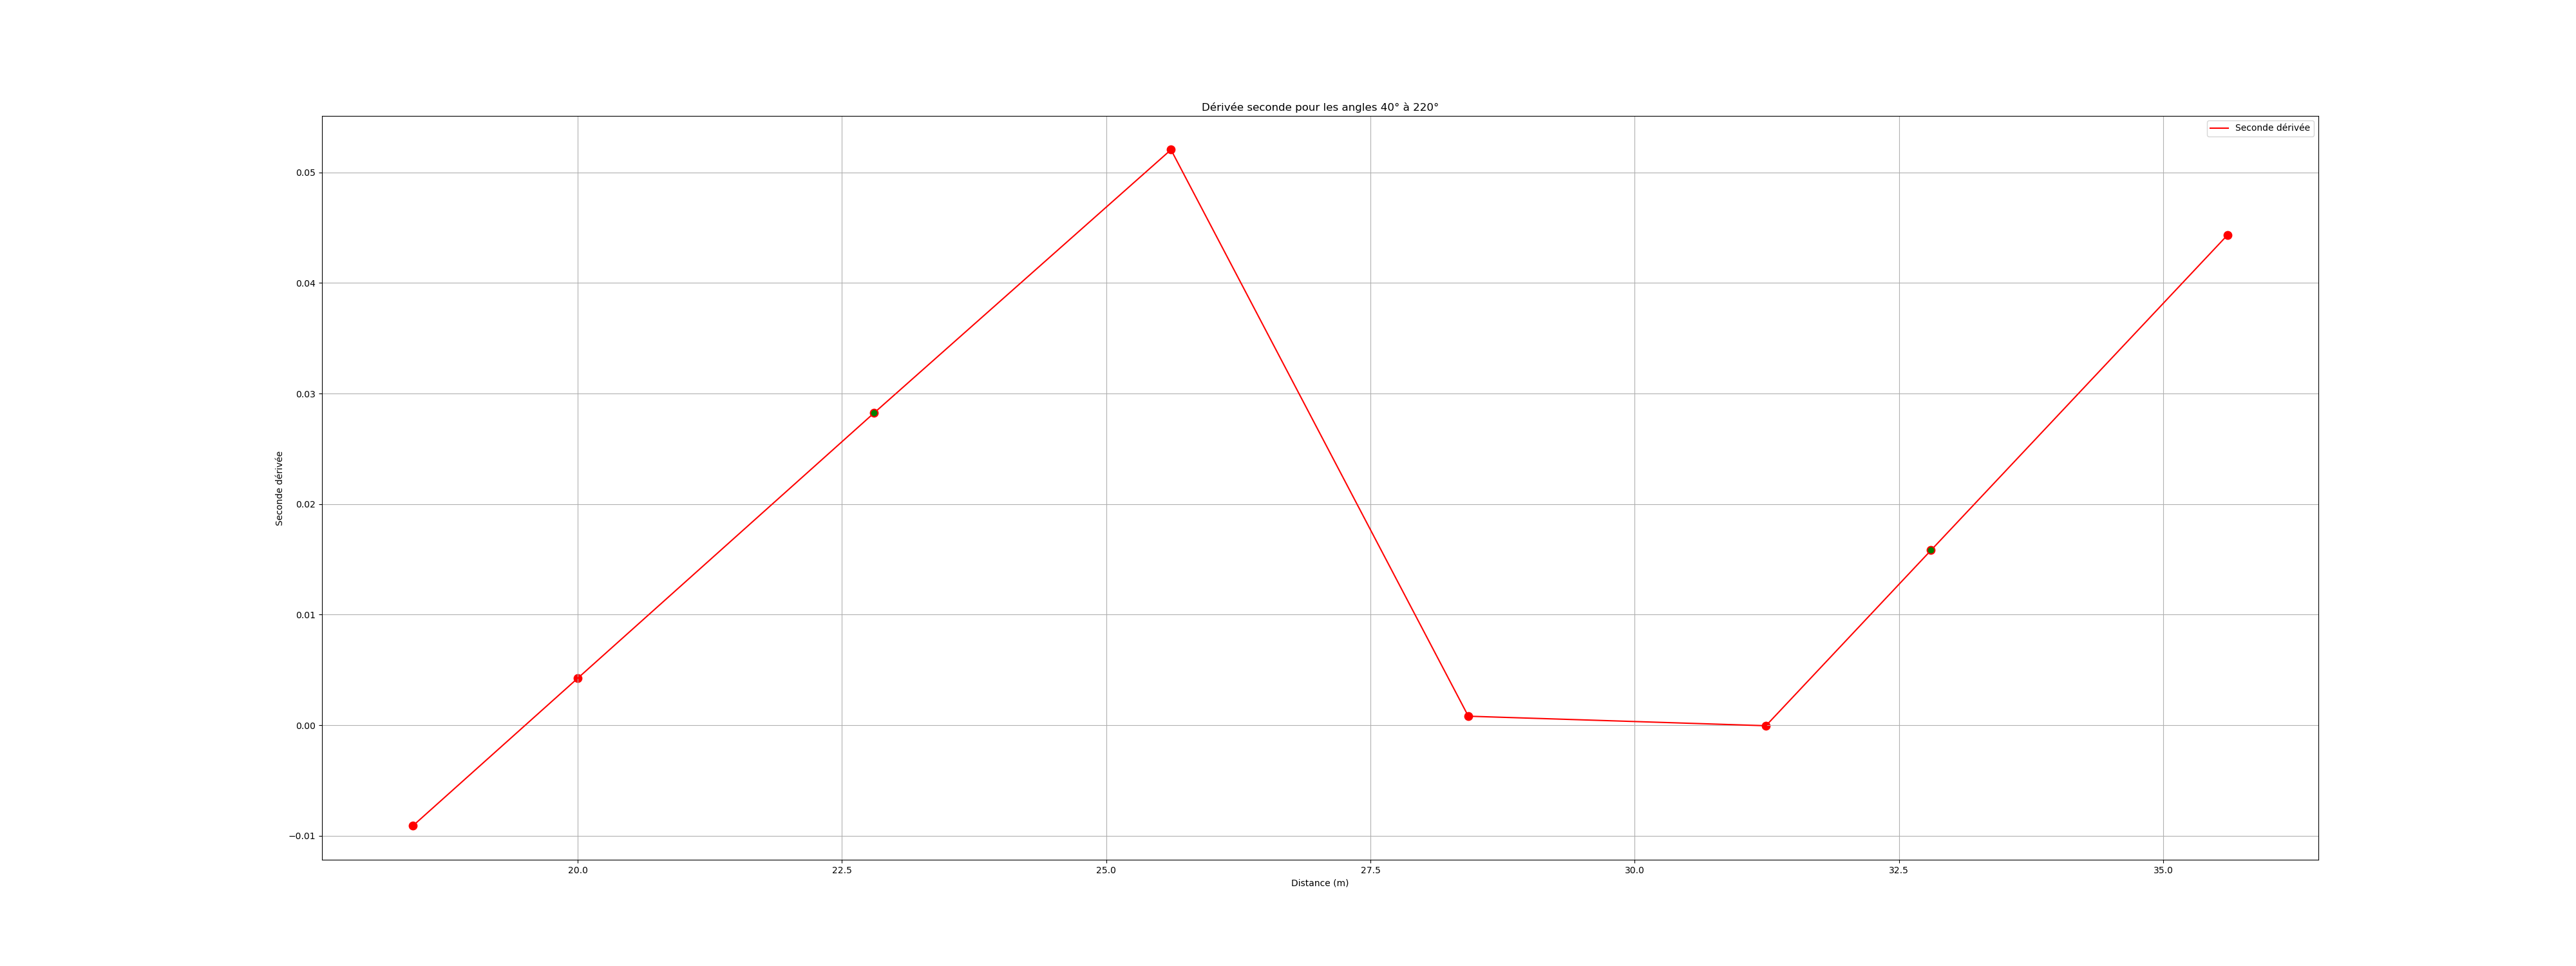 Dérivée seconde pour les angles 40° à 220°
Seconde dérivée
0.05
0.04
0.03
0.02
0.01
0.00
−0.01
Seconde dérivée
20.0 22.5 25.0 27.5 30.0 32.5 35.0
Distance (m)